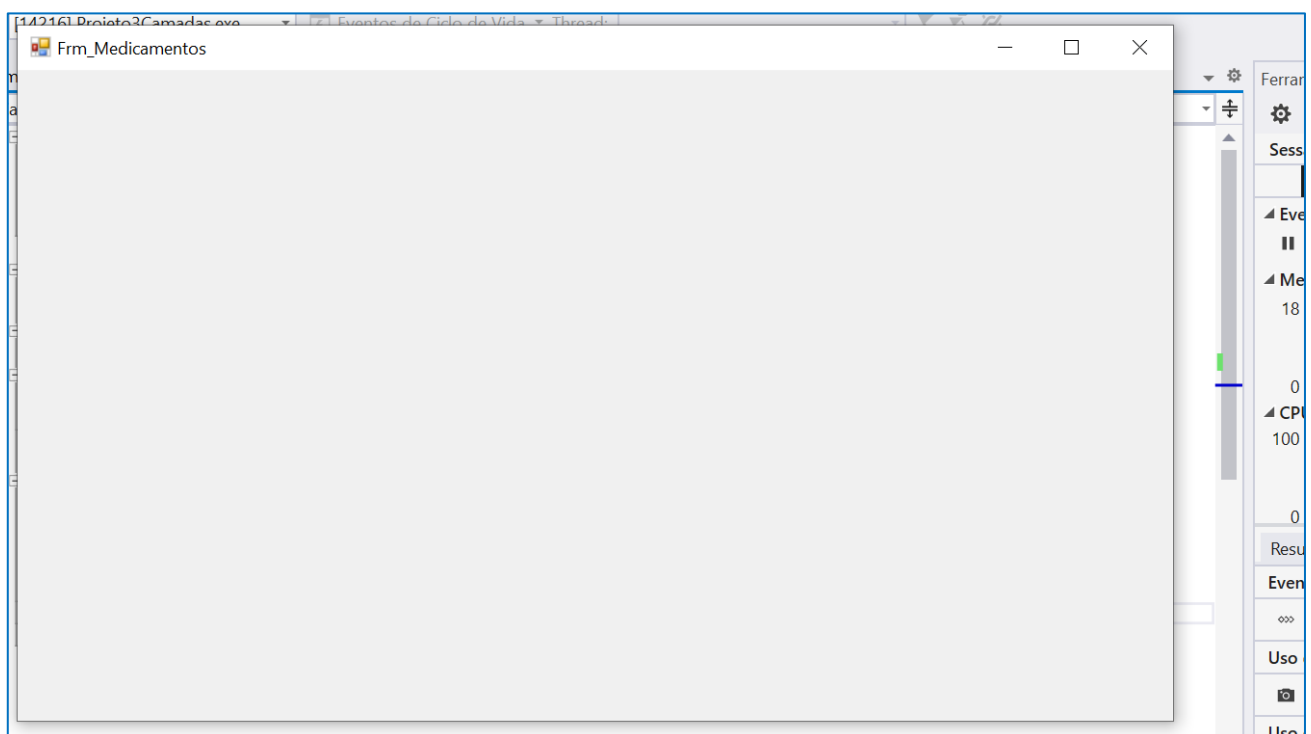 [14216] Projeto3Camadas.exe Eventos de Ciclo de Vida Thread:
Frm_Medicamentos
Ferrar
Sess
Eve
Me
18
0
CPU
100
0
Resu
Even
Uso
Uso